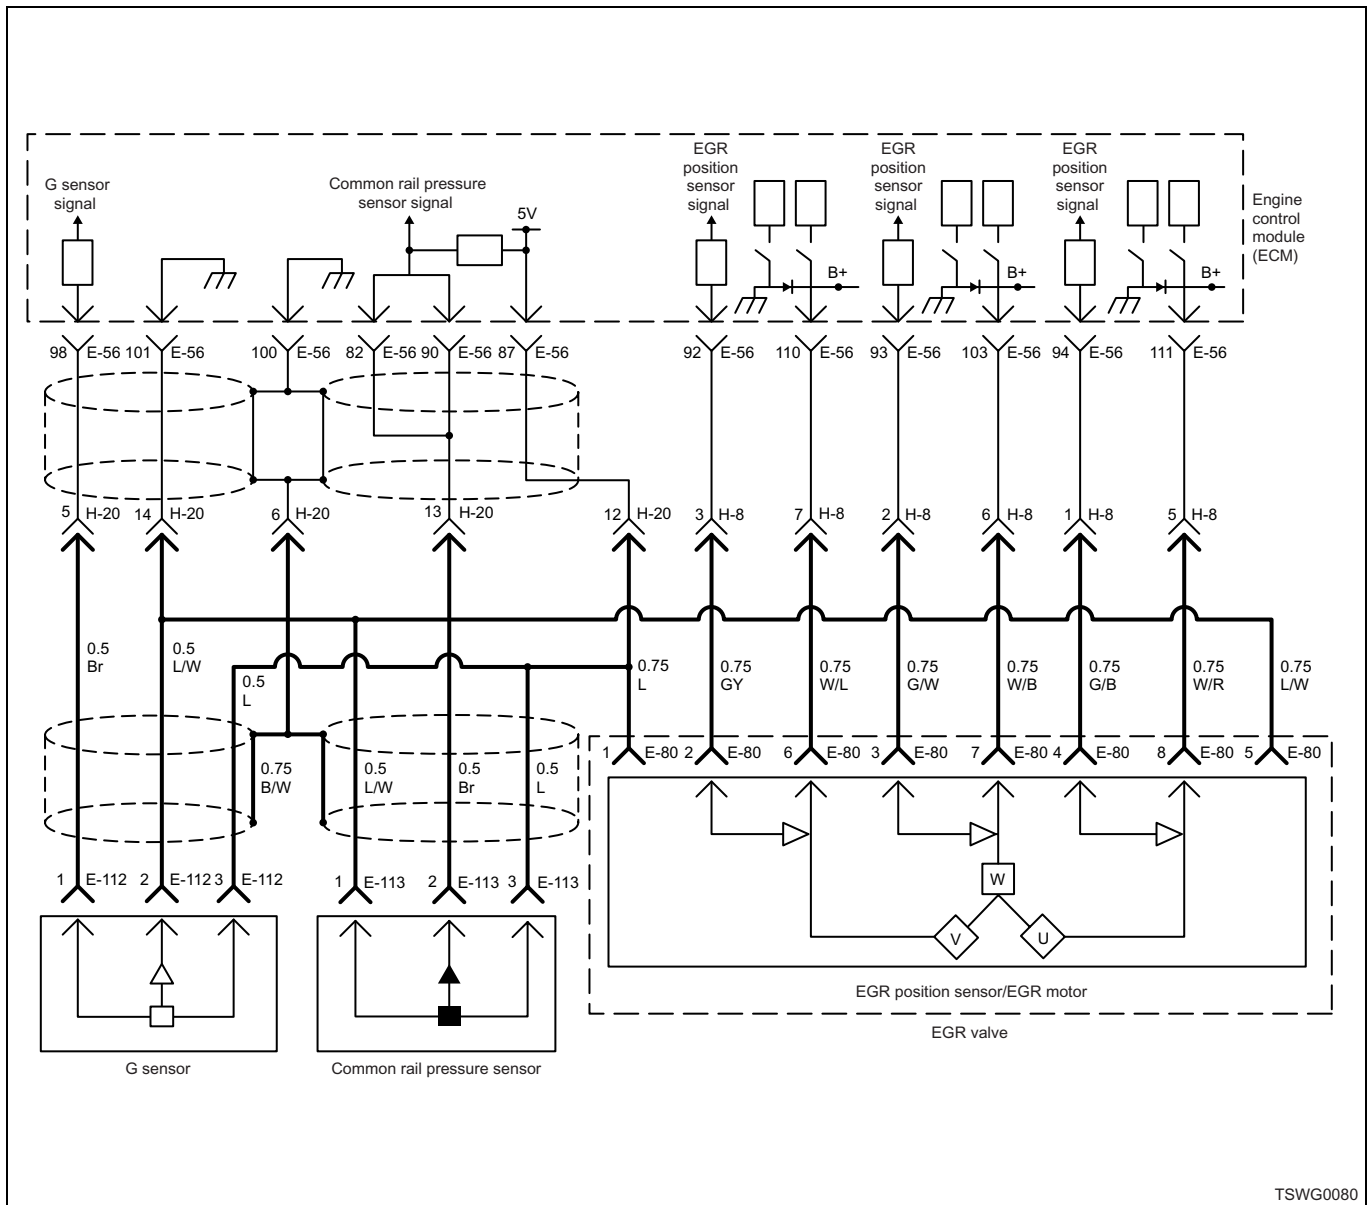 G sensor
signal
Common rail pressure
sensor signal
5V
EGR
position
sensor
signal
B+
EGR
position
sensor
signal
B+
EGR
position
sensor
signal
B+
Engine
control
module
(ECM)
98 E-56 101 E-56 100 E-56 82 E-56 90 E-56 87 E-56 92 E-56 110 E-56 93 E-56 103 E-56 94 E-56 111 E-56
5 H-20 14 H-20 6 H-20 13 H-20 12 H-20 3 H-8 7 H-8 2 H-8 6 H-8 1 H-8 5 H-8
0.5
Br
0.5
L/W
0.5
L
0.75
L
0.75
GY
0.75
W/L
0.75
G/W
0.75
W/B
0.75
G/B
0.75
W/R
0.75
L/W
1 E-80 2 E-80 6 E-80 3 E-80 7 E-80 4 E-80 8 E-80 5 E-80
0.75
B/W
0.5
L/W
0.5
Br
0.5
L
1 E-112 2 E-112 3 E-112 1 E-113 2 E-113 3 E-113
W
V
U
EGR position sensor/EGR motor
EGR valve
G sensor
Common rail pressure sensor
TSWG0080